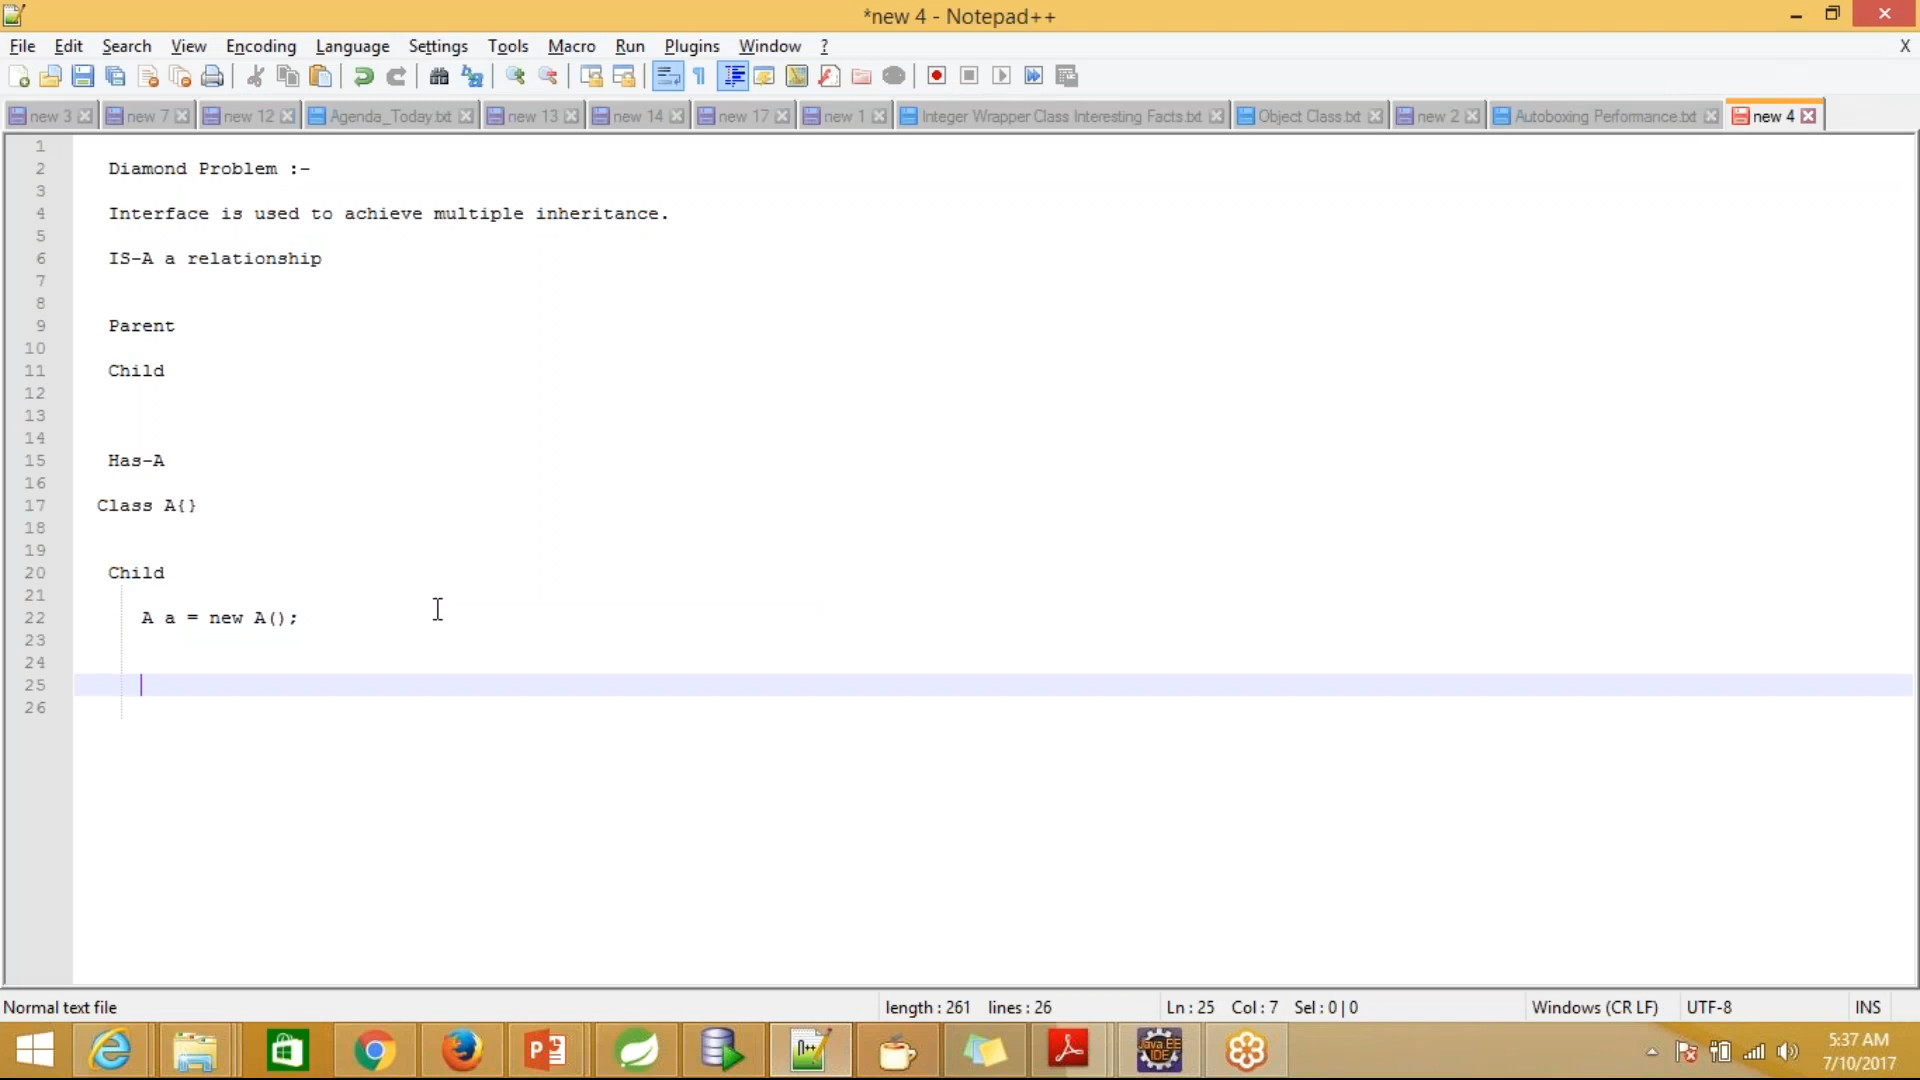 *new 4 - Notepad++
File Edit Search View Encoding Language Settings Tools Macro Run Plugins Window ? X
new 3 new 7 new 12 Agenda_Today.txt new 13 new 14 new 17 new 1 Integer Wrapper Class Interesting Facts.txt Object Class.txt new 2 Autoboxing Performance.txt new 4
1
2 Diamond Problem :-
3
4 Interface is used to achieve multiple inheritance.
5
6 IS-A a relationship
7
8
9 Parent
10
11 Child
12
13
14
15 Has-A
16
17 Class A{}
18
19
20 Child
21
22 A a = new A();
23
24
25
26
Normal text file length : 261 lines : 26 Ln : 25 Col : 7 Sel : 0 | 0 Windows (CR LF) UTF-8 INS
Java EE
IDE
5:37 AM
7/10/2017